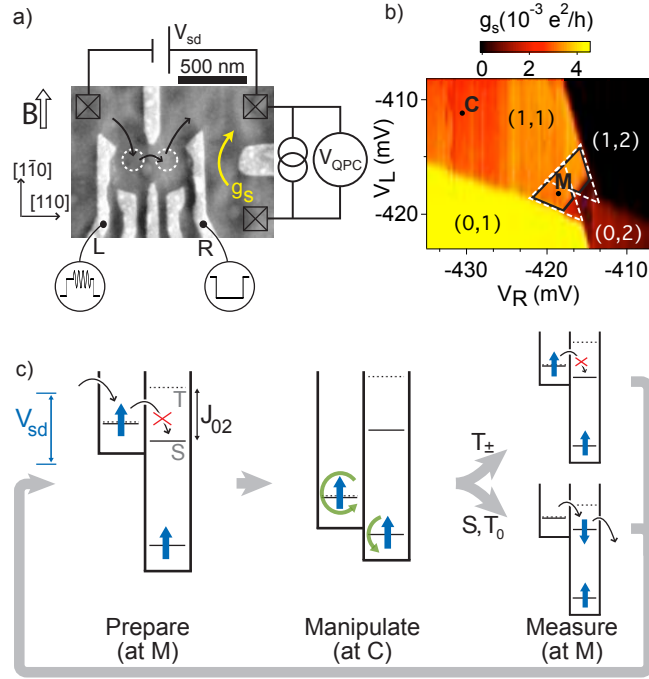 a)
V_sd
500 nm
B
[11̄0]
[110]
V_QPC
g_s
L
R
b)
g_s(10⁻³ e²/h)
0 2 4
-410
-420
V_L (mV)
C
(1,1)
(1,2)
M
(0,1)
(0,2)
-430 -420 -410
V_R (mV)
c)
V_sd
T
J_02
S
T_±
S,T_0
Prepare
(at M)
Manipulate
(at C)
Measure
(at M)